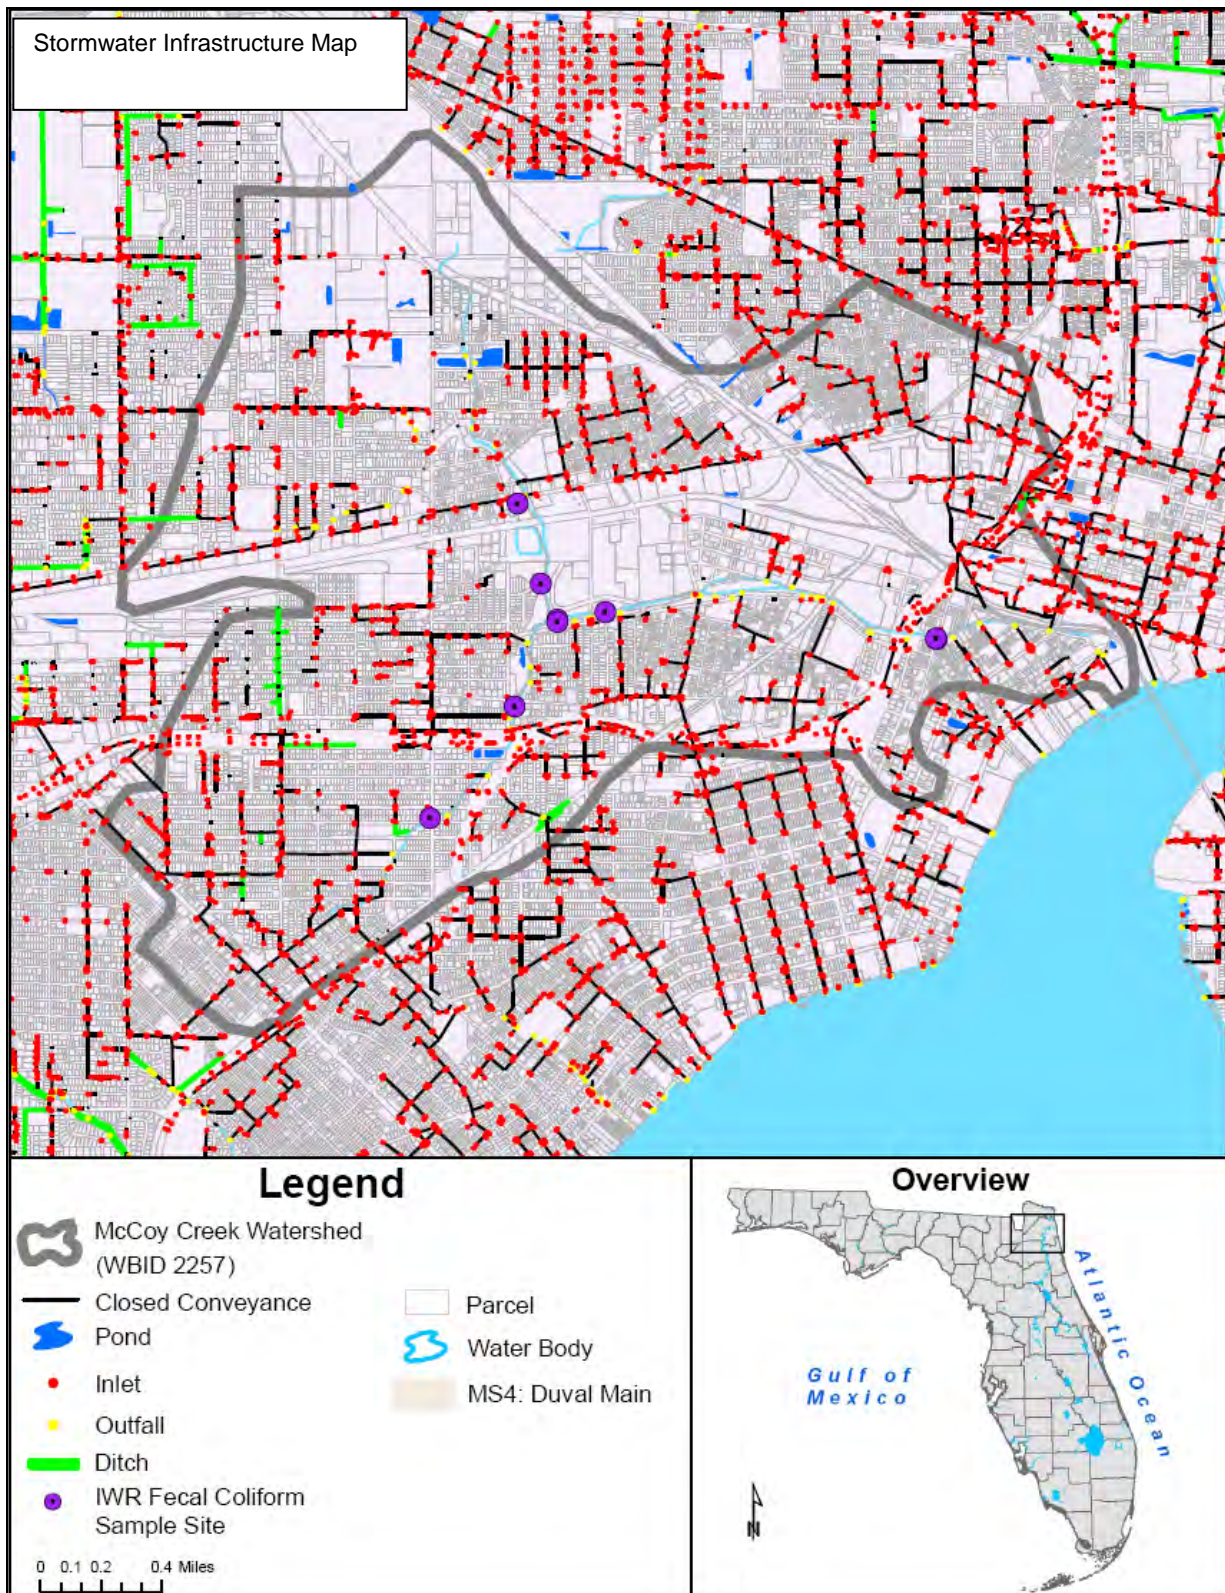 Stormwater Infrastructure Map
Legend
McCoy Creek Watershed
(WBID 2257)
Closed Conveyance
Pond
Inlet
Outfall
Ditch
IWR Fecal Coliform
Sample Site
Parcel
Water Body
MS4: Duval Main
0 0.1 0.2 0.4 Miles
Overview
Gulf of
Mexico
Atlantic Ocean
N